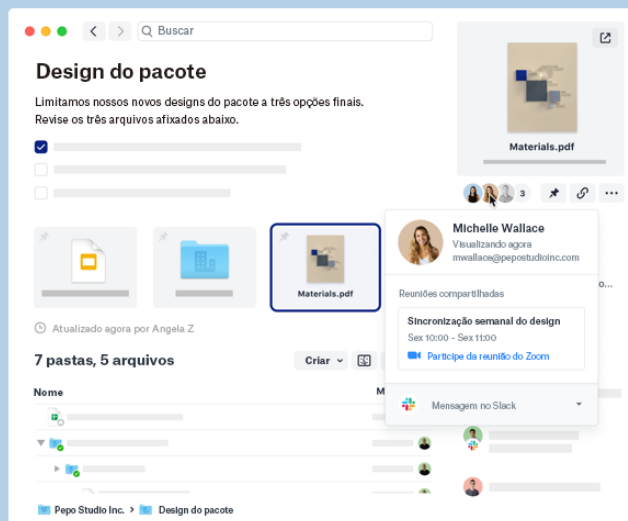 Buscar
Design do pacote
Limitamos nossos novos designs do pacote a três opções finais.
Revise os três arquivos afixados abaixo.
Materials.pdf
3
Michelle Wallace
Visualizando agora
mwallace@pepostudioinc.com
Reuniões compartilhadas
Sincronização semanal do design
Sex 10:00 - Sex 11:00
Participe da reunião do Zoom
Mensagem no Slack
Materials.pdf
Atualizado agora por Angela Z
7 pastas, 5 arquivos
Criar
Nome
Pepo Studio Inc. > Design do pacote